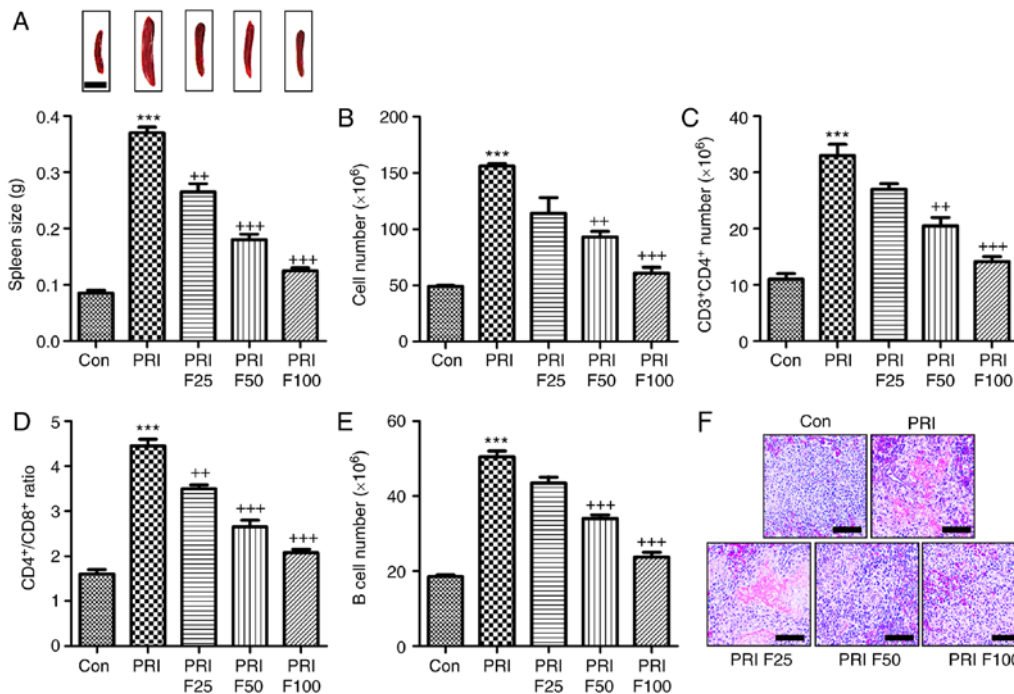 A
Spleen size (g)
0.4
0.3
0.2
0.1
0.0
***
++
+++
+++
Con PRI PRI PRI PRI
F25 F50 F100
B
Cell number (×10⁶)
200
150
100
50
0
***
++
+++
Con PRI PRI PRI PRI
F25 F50 F100
C
CD3⁺CD4⁺ number (×10⁶)
40
30
20
10
0
***
++
+++
Con PRI PRI PRI PRI
F25 F50 F100
D
CD4⁺/CD8⁺ ratio
5
4
3
2
1
0
***
++
+++
+++
Con PRI PRI PRI PRI
F25 F50 F100
E
B cell number (×10⁶)
60
40
20
0
***
+++
+++
Con PRI PRI PRI PRI
F25 F50 F100
F
Con PRI
PRI F25 PRI F50 PRI F100